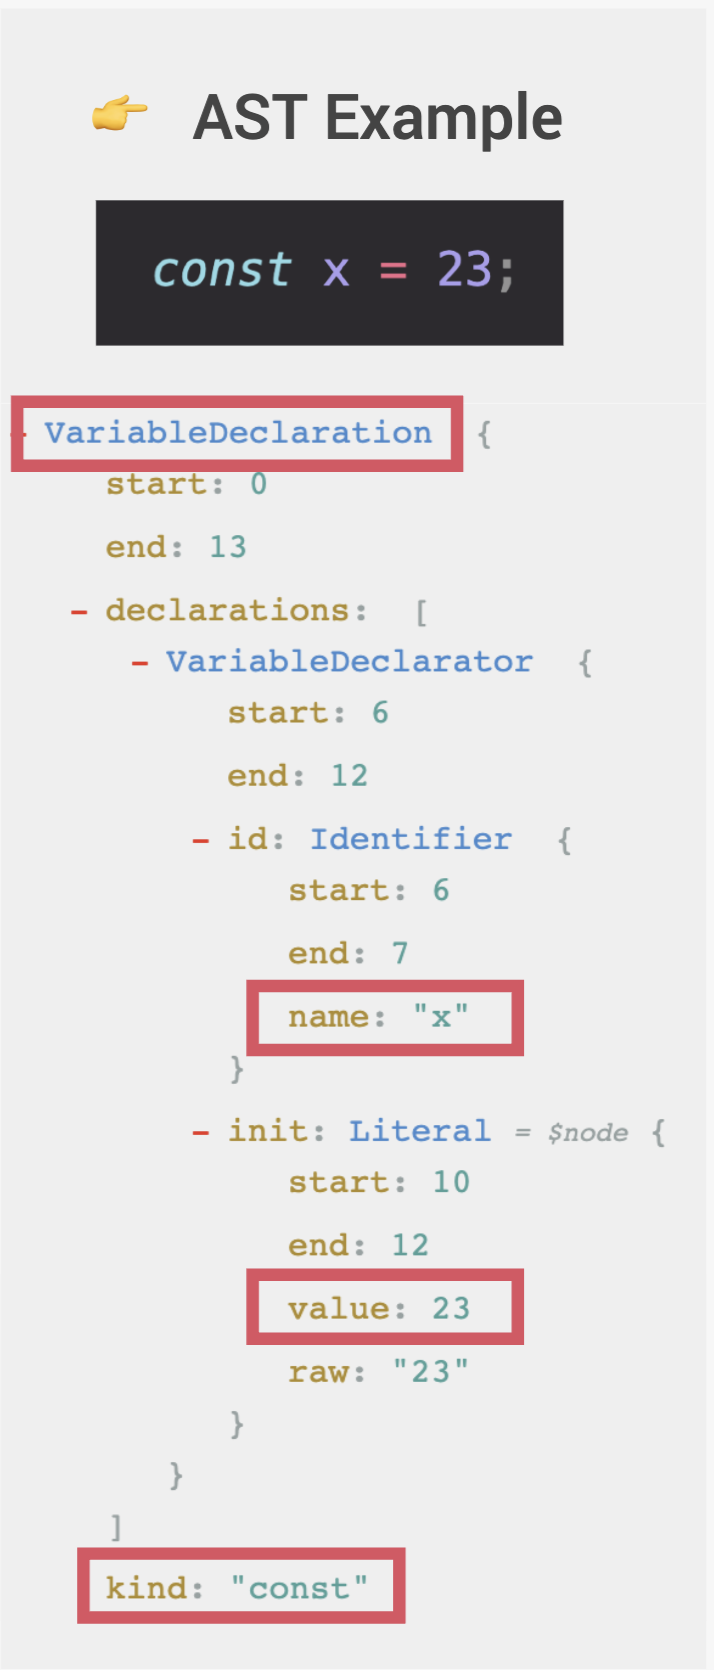 👉 AST Example
const x = 23;
- VariableDeclaration {
start: 0
end: 13
- declarations: [
- VariableDeclarator {
start: 6
end: 12
- id: Identifier {
start: 6
end: 7
name: "x"
}
- init: Literal = $node {
start: 10
end: 12
value: 23
raw: "23"
}
}
]
kind: "const"